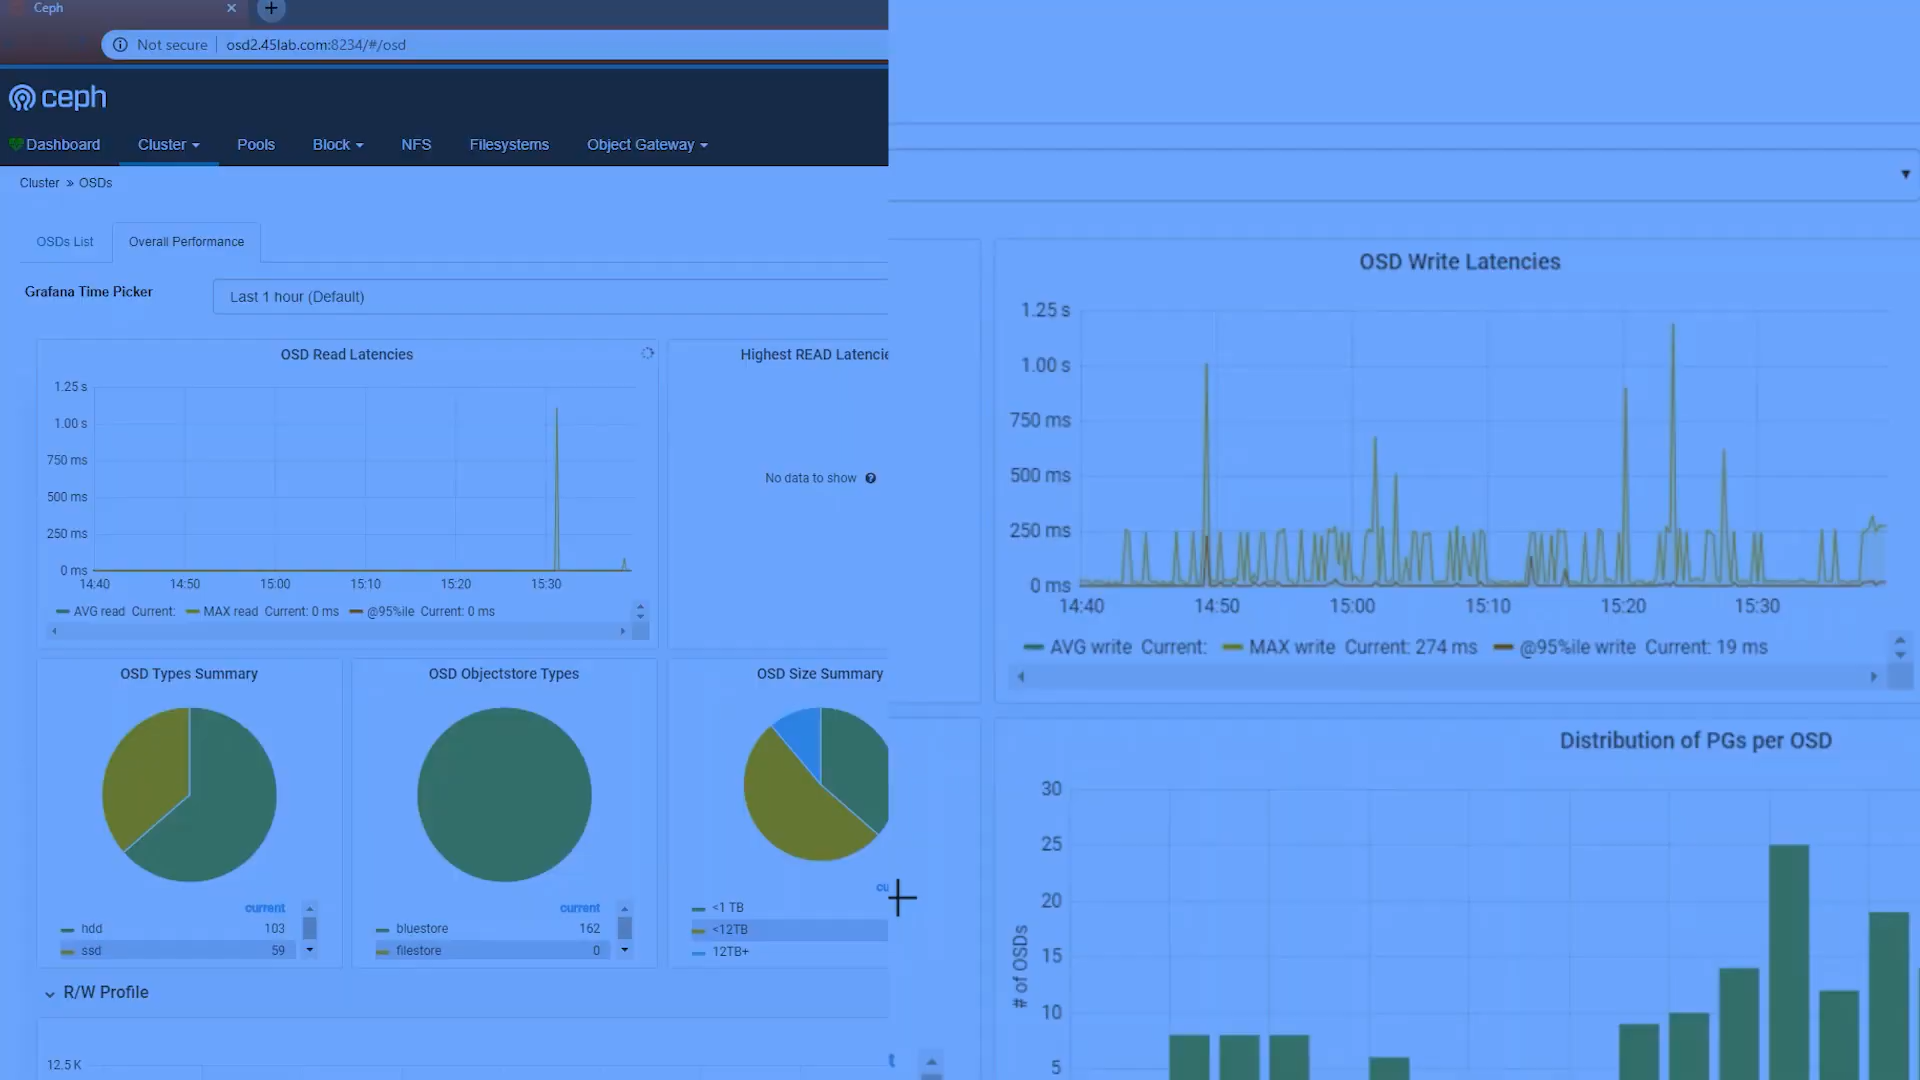 Ceph
Not secure
osd2.45lab.com:8234/#/osd
ceph
Dashboard
Cluster
Pools
Block
NFS
Filesystems
Object Gateway
Cluster » OSDs
OSDs List
Overall Performance
Grafana Time Picker
Last 1 hour (Default)
OSD Read Latencies
1.25 s
1.00 s
750 ms
500 ms
250 ms
0 ms
14:40 14:50 15:00 15:10 15:20 15:30
AVG read Current: MAX read Current: 0 ms @95%ile Current: 0 ms
Highest READ Latencie
No data to show
OSD Types Summary
current
hdd 103
ssd 59
OSD Objectstore Types
current
bluestore 162
filestore 0
OSD Size Summary
cu
<1 TB
<12TB
12TB+
R/W Profile
12.5 K
OSD Write Latencies
1.25 s
1.00 s
750 ms
500 ms
250 ms
0 ms
14:40 14:50 15:00 15:10 15:20 15:30
AVG write Current: MAX write Current: 274 ms @95%ile write Current: 19 ms
Distribution of PGs per OSD
# of OSDs
30
25
20
15
10
5
t